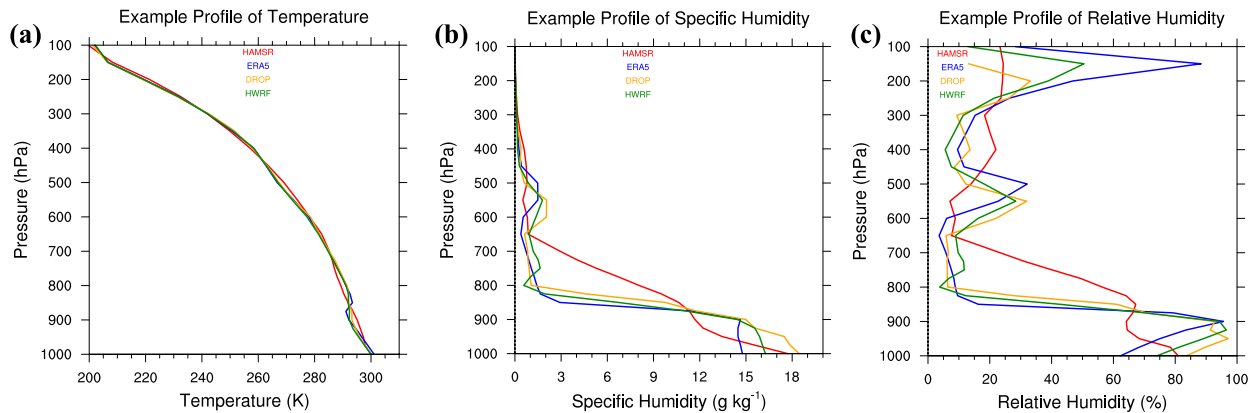 (a)
Example Profile of Temperature
100
200
300
400
500
600
700
800
900
1000
Pressure (hPa)
HAMSR
ERA5
DROP
HWRF
200 220 240 260 280 300
Temperature (K)
(b)
Example Profile of Specific Humidity
100
200
300
400
500
600
700
800
900
1000
Pressure (hPa)
HAMSR
ERA5
DROP
HWRF
0 3 6 9 12 15 18
Specific Humidity (g kg⁻¹)
(c)
Example Profile of Relative Humidity
100
200
300
400
500
600
700
800
900
1000
Pressure (hPa)
HAMSR
ERA5
DROP
HWRF
0 20 40 60 80 100
Relative Humidity (%)